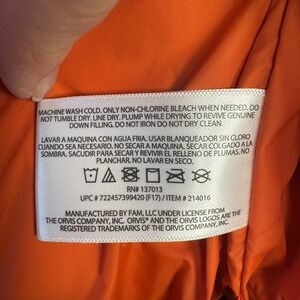 MACHINE WASH COLD. ONLY NON-CHLORINE BLEACH WHEN NEEDED. DO
NOT TUMBLE DRY. LINE DRY. PLUMP WHILE DRYING TO REVIVE GENUINE
DOWN FILLING. DO NOT IRON DO NOT DRY CLEAN.
LAVAR A MAQUINA CON AGUA FRIA. USAR BLANQUEADOR SIN CLORO
CUANDO SEA NECESARIO. NO SECAR A MAQUINA. SECAR COLGADO A LA
SOMBRA, SACUDIR PARA SECAR Y REVIVIR EL RELLENO DE PLUMAS. NO
PLANCHAR. NO LAVAR EN SECO.
RN# 137013
UPC # 722457399420 (F17) / ITEM # 214016
MANUFACTURED BY FAM, LLC UNDER LICENSE FROM
THE ORVIS COMPANY, INC. ORVIS® AND THE ORVIS LOGOS ARE THE
REGISTERED TRADEMARKS OF THE ORVIS COMPANY, INC.